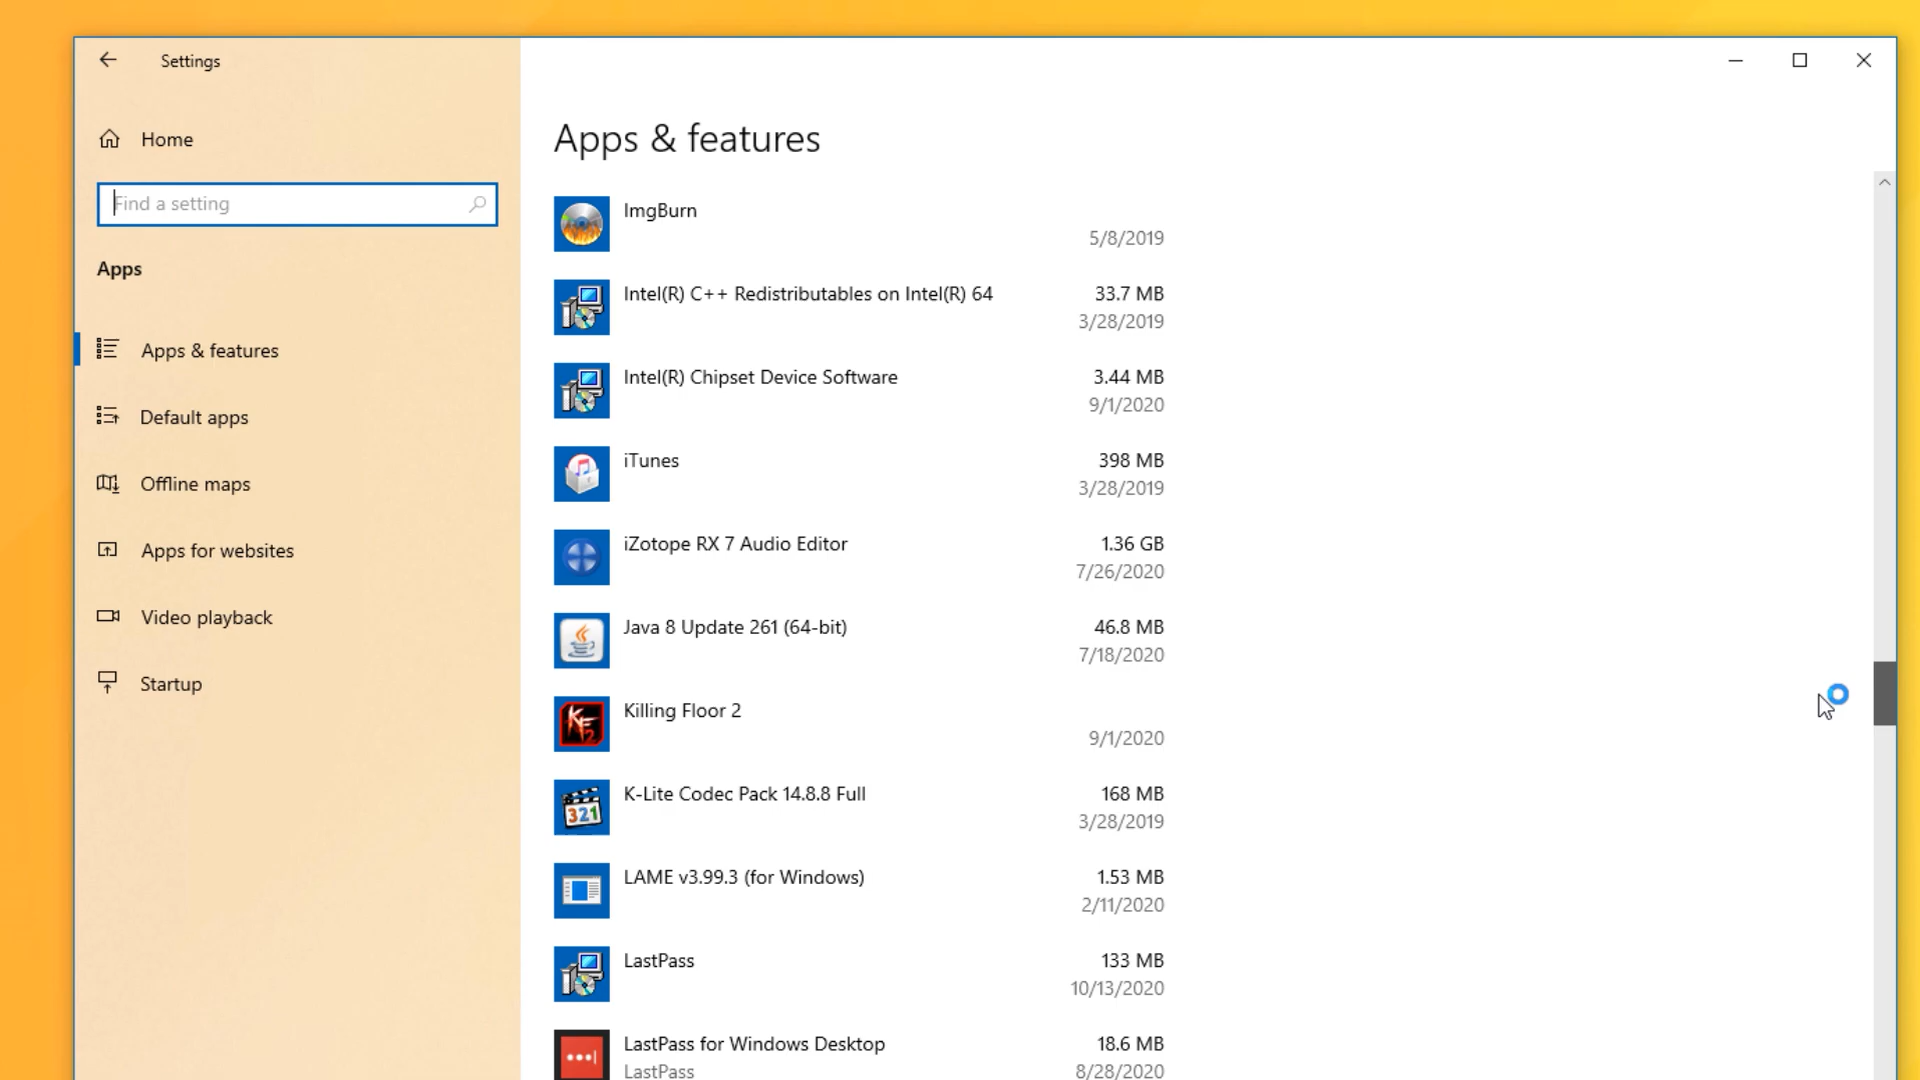 Settings
Home
Find a setting
Apps
Apps & features
Default apps
Offline maps
Apps for websites
Video playback
Startup
Apps & features
ImgBurn
5/8/2019
Intel(R) C++ Redistributables on Intel(R) 64 33.7 MB
3/28/2019
Intel(R) Chipset Device Software 3.44 MB
9/1/2020
iTunes 398 MB
3/28/2019
iZotope RX 7 Audio Editor 1.36 GB
7/26/2020
Java 8 Update 261 (64-bit) 46.8 MB
7/18/2020
Killing Floor 2
9/1/2020
K-Lite Codec Pack 14.8.8 Full 168 MB
3/28/2019
LAME v3.99.3 (for Windows) 1.53 MB
2/11/2020
LastPass 133 MB
10/13/2020
LastPass for Windows Desktop 18.6 MB
LastPass 8/28/2020
KF2
321